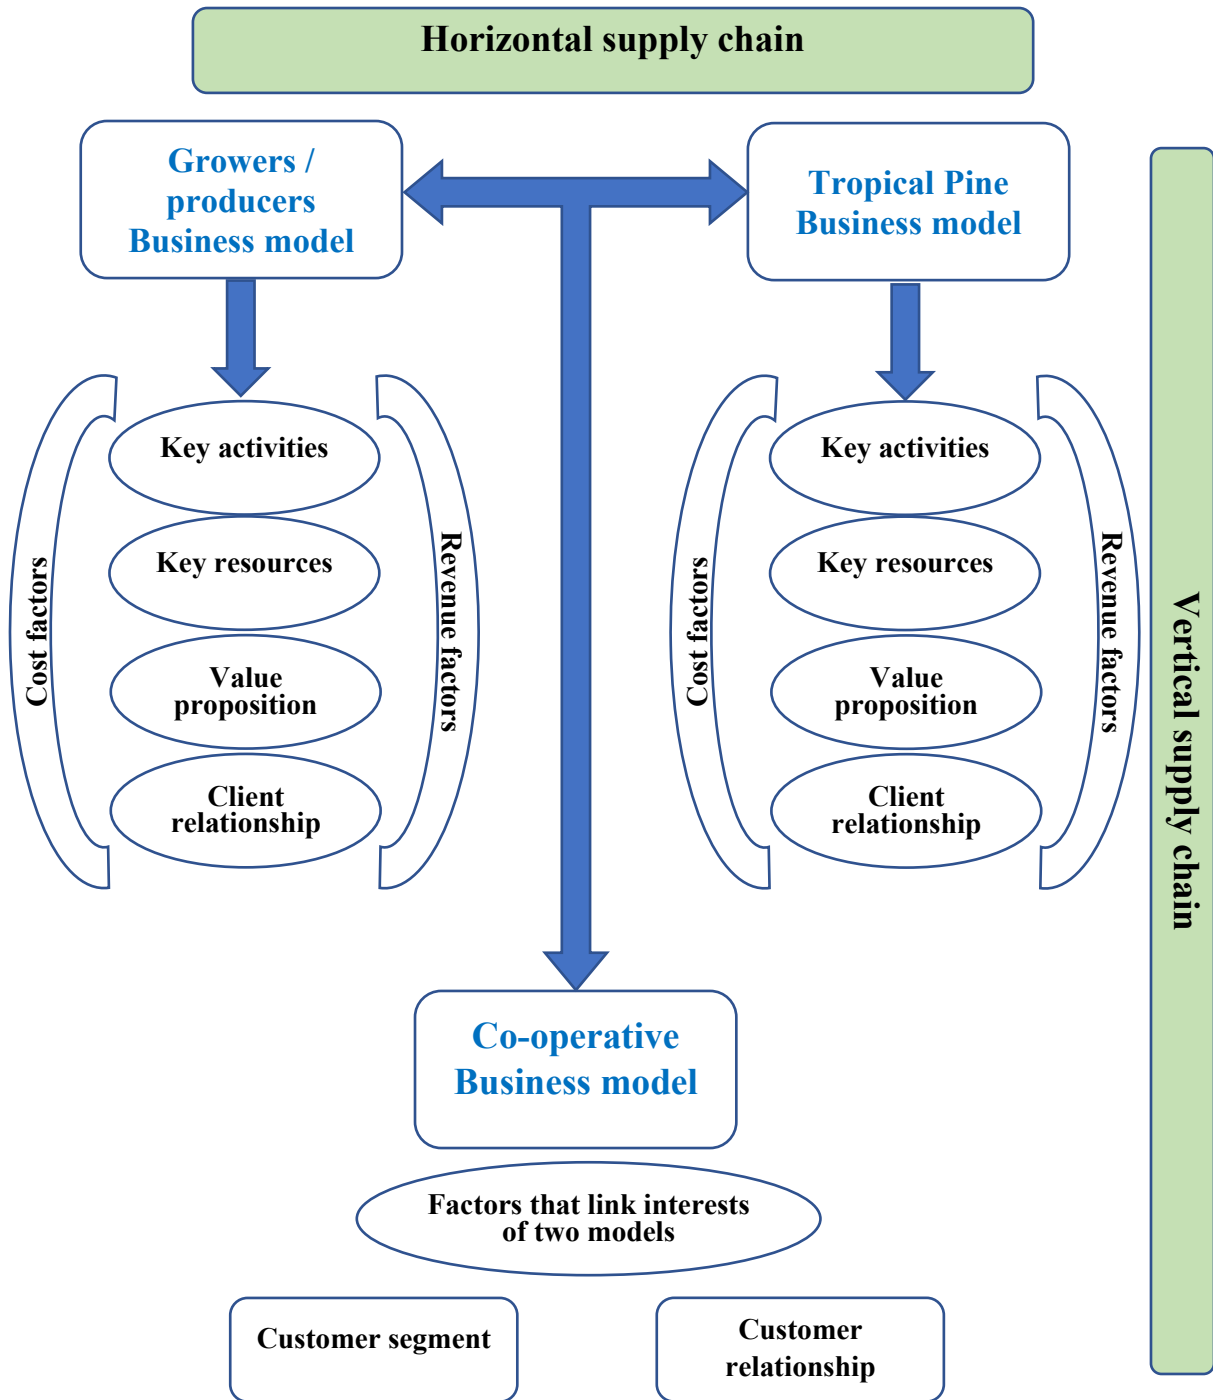 Horizontal supply chain
Growers /
producers
Business model
Tropical Pine
Business model
Cost factors
Key activities
Key resources
Value
proposition
Client
relationship
Revenue factors
Cost factors
Key activities
Key resources
Value
proposition
Client
relationship
Revenue factors
Vertical supply chain
Co-operative
Business model
Factors that link interests
of two models
Customer segment
Customer
relationship